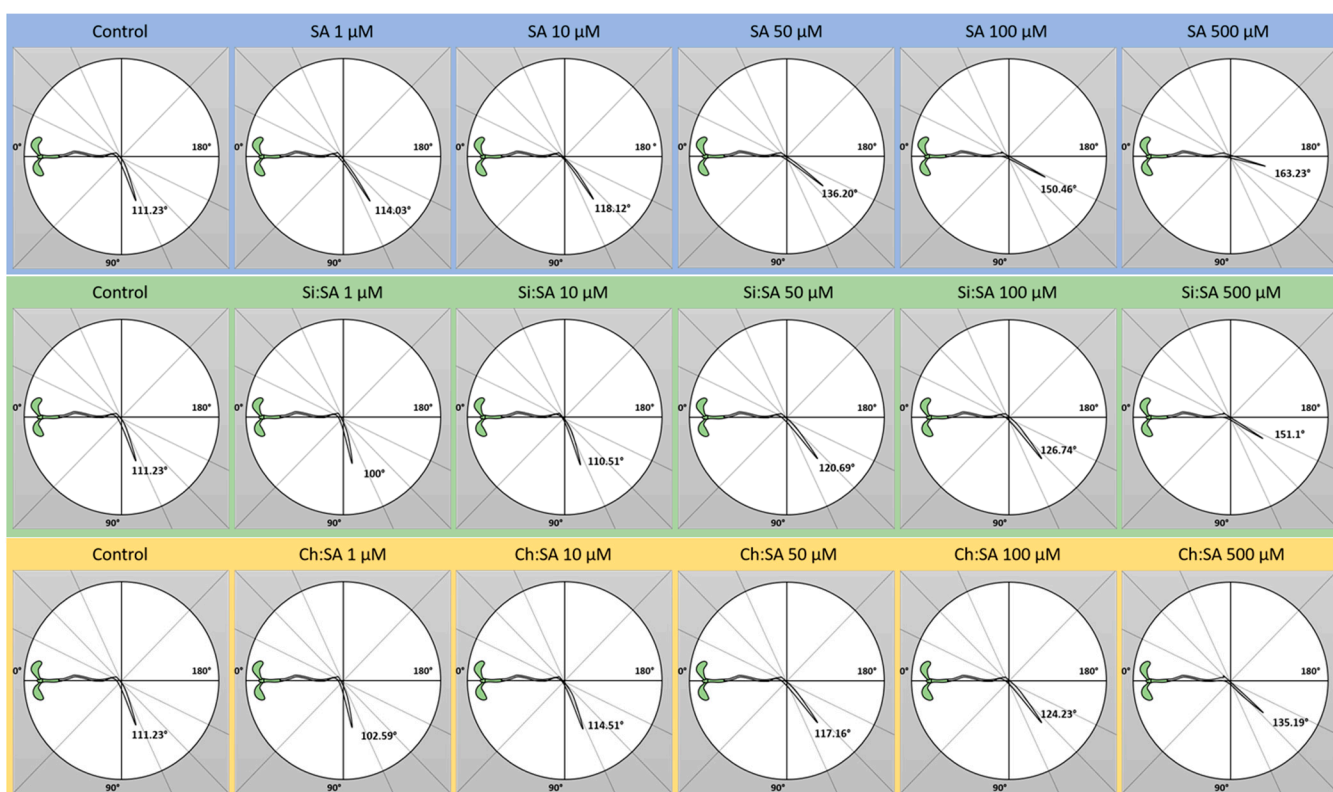 Control SA 1 µM SA 10 µM SA 50 µM SA 100 µM SA 500 µM
0° 180° 0° 180° 0° 180° 0° 180° 0° 180° 0° 180°
111.23° 114.03° 118.12° 136.20° 150.46° 163.23°
90° 90° 90° 90° 90° 90°
Control Si:SA 1 µM Si:SA 10 µM Si:SA 50 µM Si:SA 100 µM Si:SA 500 µM
0° 180° 0° 180° 0° 180° 0° 180° 0° 180° 0° 180°
111.23° 100° 110.51° 120.69° 126.74° 151.1°
90° 90° 90° 90° 90° 90°
Control Ch:SA 1 µM Ch:SA 10 µM Ch:SA 50 µM Ch:SA 100 µM Ch:SA 500 µM
0° 180° 0° 180° 0° 180° 0° 180° 0° 180° 0° 180°
111.23° 102.59° 114.51° 117.16° 124.23° 135.19°
90° 90° 90° 90° 90° 90°